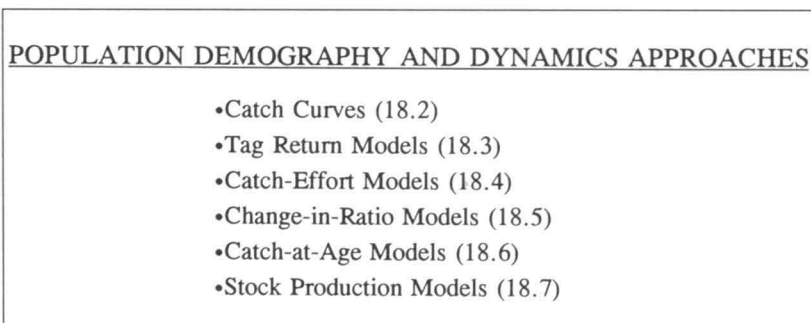 POPULATION DEMOGRAPHY AND DYNAMICS APPROACHES
•Catch Curves (18.2)
•Tag Return Models (18.3)
•Catch-Effort Models (18.4)
•Change-in-Ratio Models (18.5)
•Catch-at-Age Models (18.6)
•Stock Production Models (18.7)